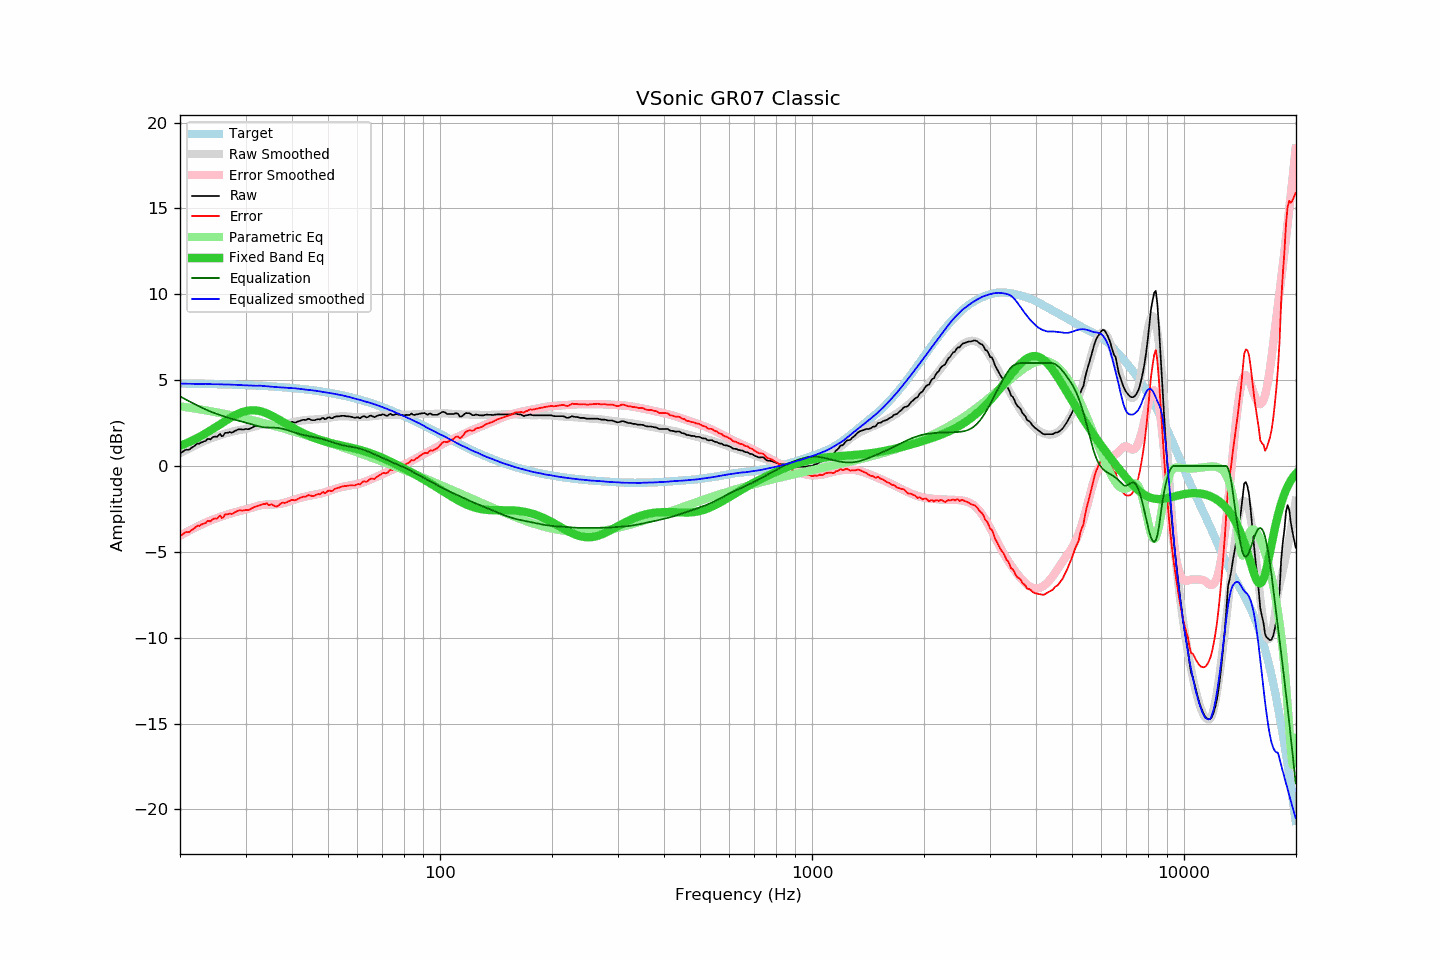 VSonic GR07 Classic
20
15
10
5
0
−5
−10
−15
−20
Amplitude (dBr)
Target
Raw Smoothed
Error Smoothed
Raw
Error
Parametric Eq
Fixed Band Eq
Equalization
Equalized smoothed
100
1000
10000
Frequency (Hz)